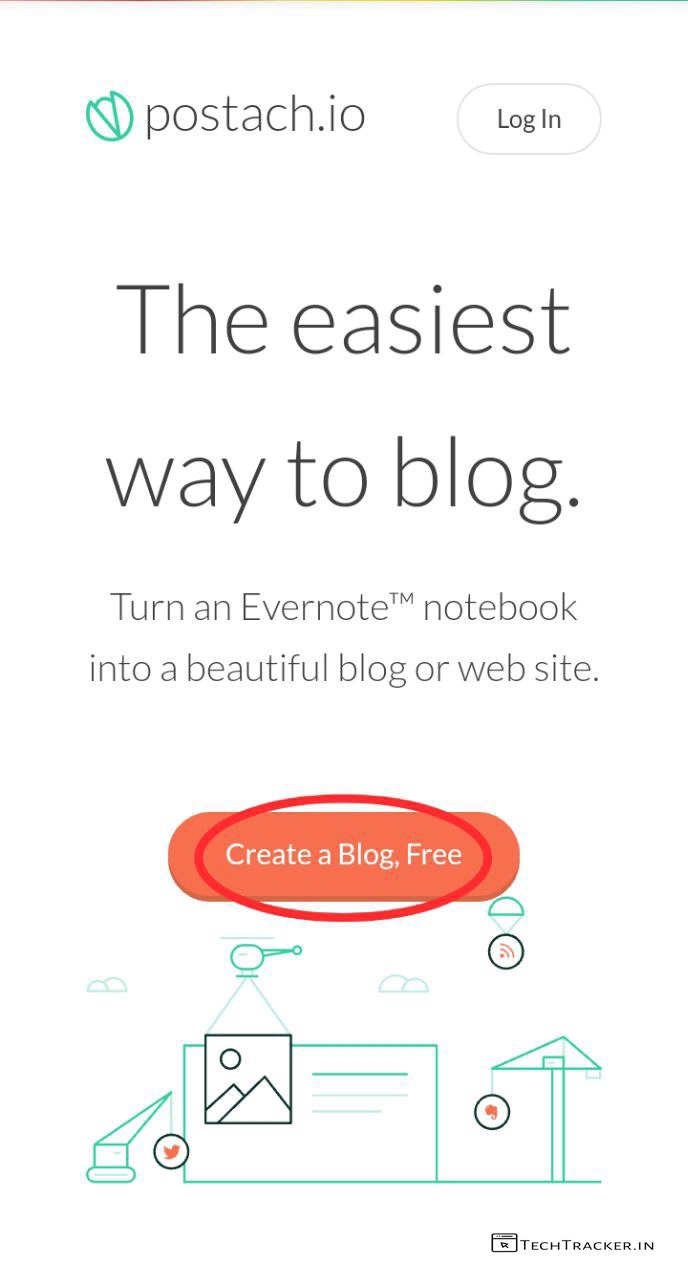 postach.io
Log In
The easiest
way to blog.
Turn an Evernote™ notebook
into a beautiful blog or web site.
Create a Blog, Free
TECHTRACKER.IN